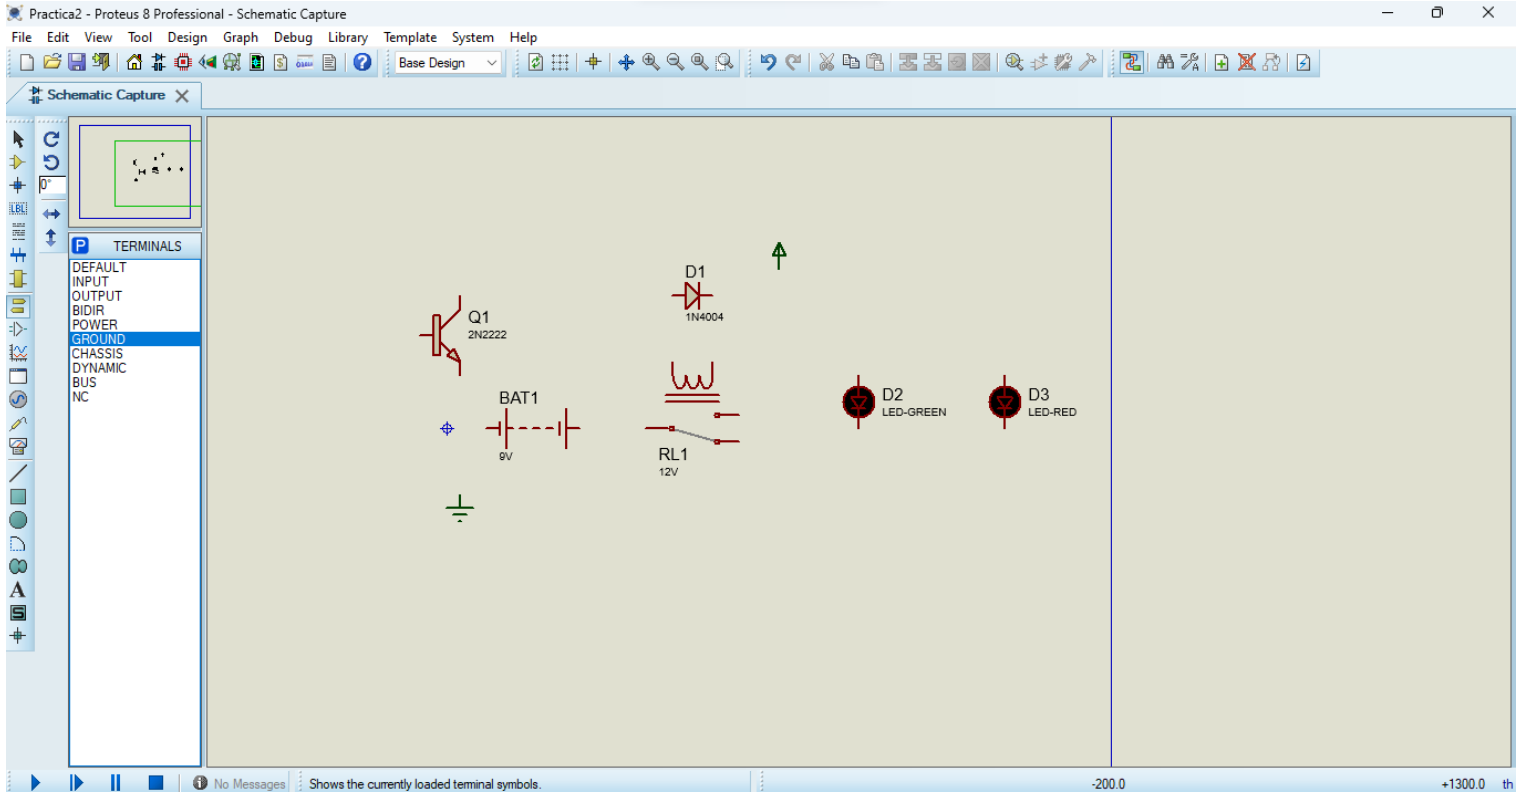 Practica2 - Proteus 8 Professional - Schematic Capture
File Edit View Tool Design Graph Debug Library Template System Help
Base Design
Schematic Capture
0°
LBL
P TERMINALS
DEFAULT
INPUT
OUTPUT
BIDIR
POWER
GROUND
CHASSIS
DYNAMIC
BUS
NC
A
S
D1
1N4004
Q1
2N2222
BAT1
9V
RL1
12V
D2
LED-GREEN
D3
LED-RED
No Messages Shows the currently loaded terminal symbols. -200.0 +1300.0 th